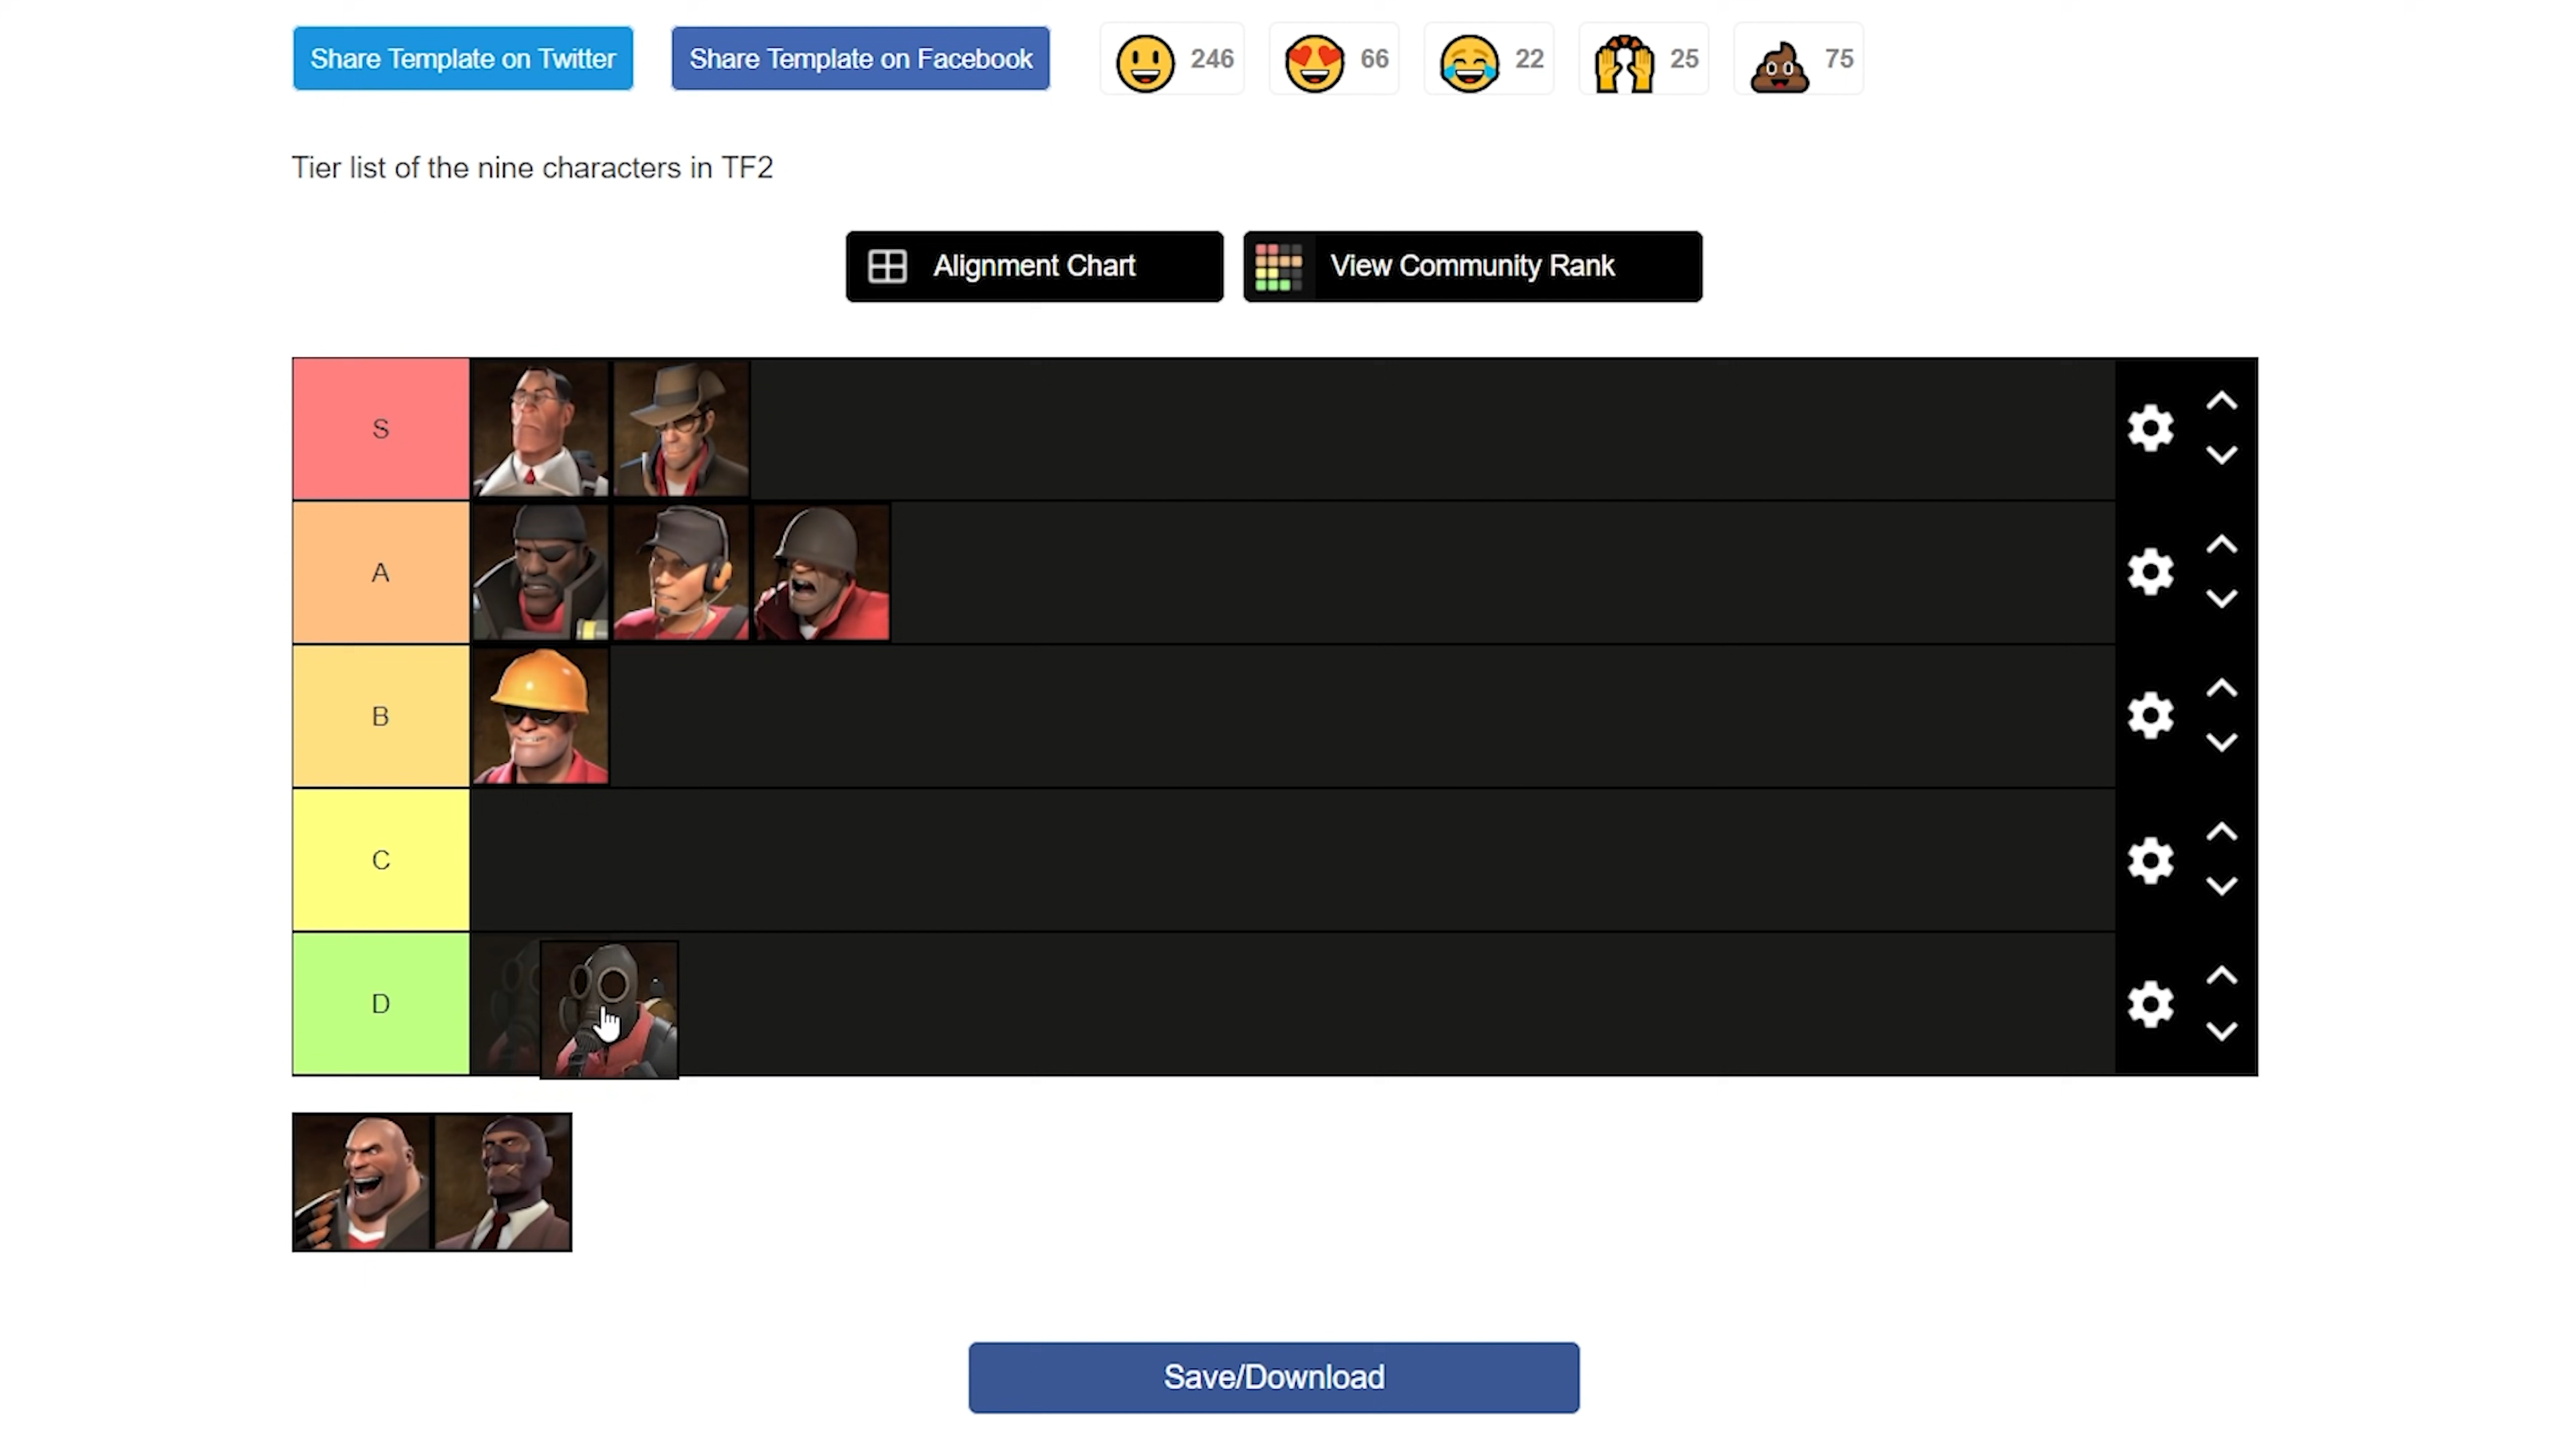 Share Template on Twitter
Share Template on Facebook
246
66
22
25
75
Tier list of the nine characters in TF2
Alignment Chart
View Community Rank
S
A
B
C
D
Save/Download